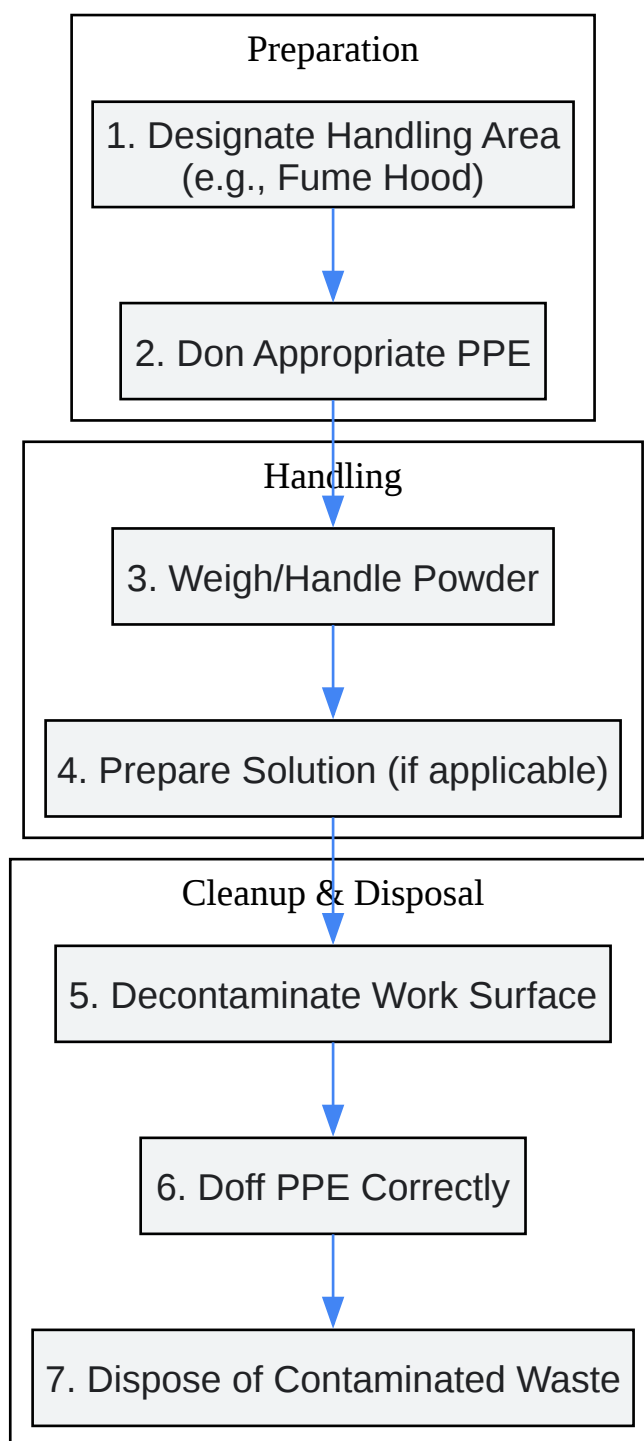 Preparation
1. Designate Handling Area
(e.g., Fume Hood)
2. Don Appropriate PPE
Handling
3. Weigh/Handle Powder
4. Prepare Solution (if applicable)
Cleanup & Disposal
5. Decontaminate Work Surface
6. Doff PPE Correctly
7. Dispose of Contaminated Waste